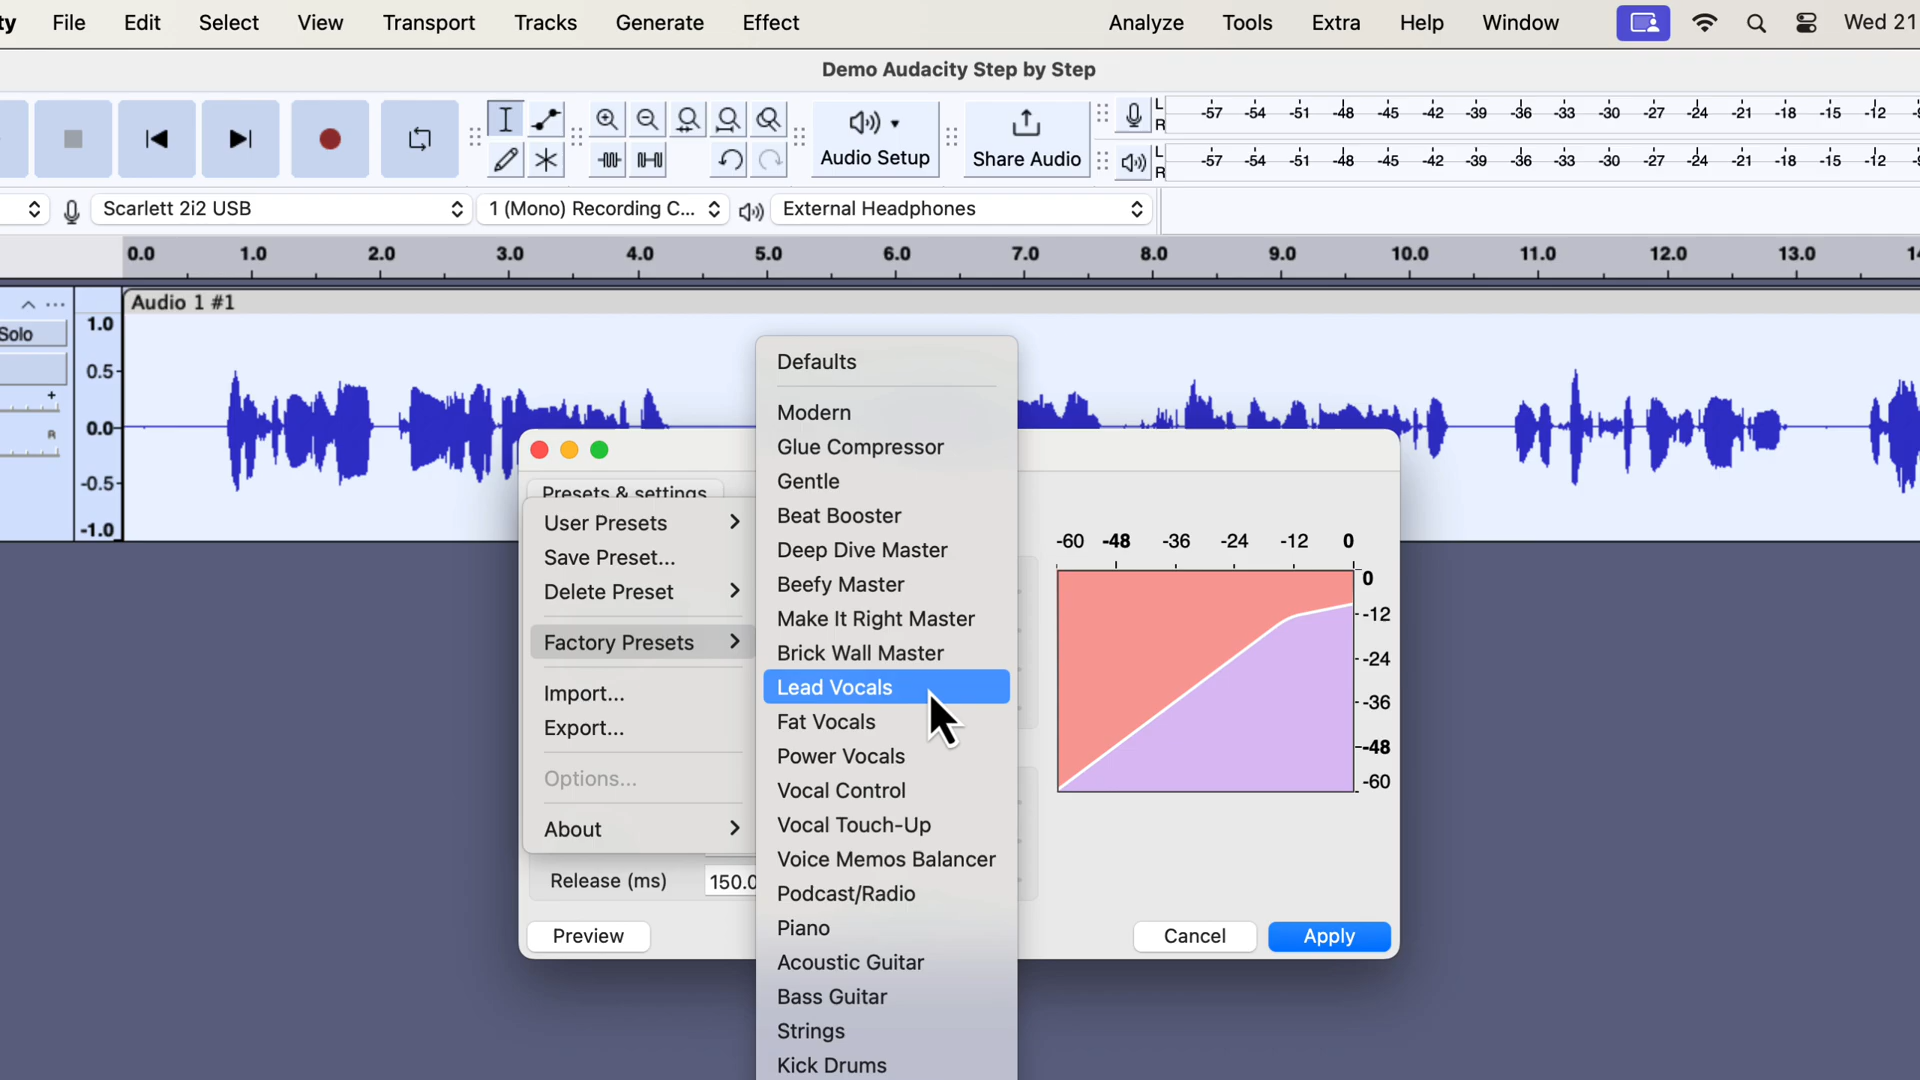 ty File Edit Select View Transport Tracks Generate Effect Analyze Tools Extra Help Window Wed 21
Demo Audacity Step by Step
Audio Setup
Share Audio
L
R
-57 -54 -51 -48 -45 -42 -39 -36 -33 -30 -27 -24 -21 -18 -15 -12
L
R
-57 -54 -51 -48 -45 -42 -39 -36 -33 -30 -27 -24 -21 -18 -15 -12
Scarlett 2i2 USB
1 (Mono) Recording C...
External Headphones
0.0 1.0 2.0 3.0 4.0 5.0 6.0 7.0 8.0 9.0 10.0 11.0 12.0 13.0 14
Audio 1 #1
Solo
+
R
1.0
0.5
0.0
-0.5
-1.0
Presets & settings
User Presets
Save Preset...
Delete Preset
Factory Presets
Import...
Export...
Options...
About
Release (ms) 150.0
Preview
Defaults
Modern
Glue Compressor
Gentle
Beat Booster
Deep Dive Master
Beefy Master
Make It Right Master
Brick Wall Master
Lead Vocals
Fat Vocals
Power Vocals
Vocal Control
Vocal Touch-Up
Voice Memos Balancer
Podcast/Radio
Piano
Acoustic Guitar
Bass Guitar
Strings
Kick Drums
-60 -48 -36 -24 -12 0
0
-12
-24
-36
-48
-60
Cancel
Apply